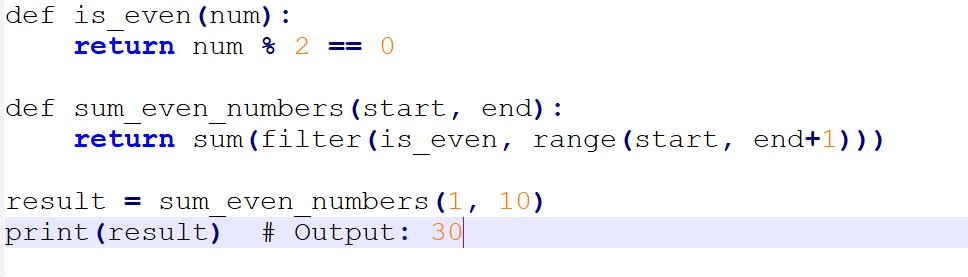 def is_even(num):
    return num % 2 == 0

def sum_even_numbers(start, end):
    return sum(filter(is_even, range(start, end+1)))

result = sum_even_numbers(1, 10)
print(result)  # Output: 30